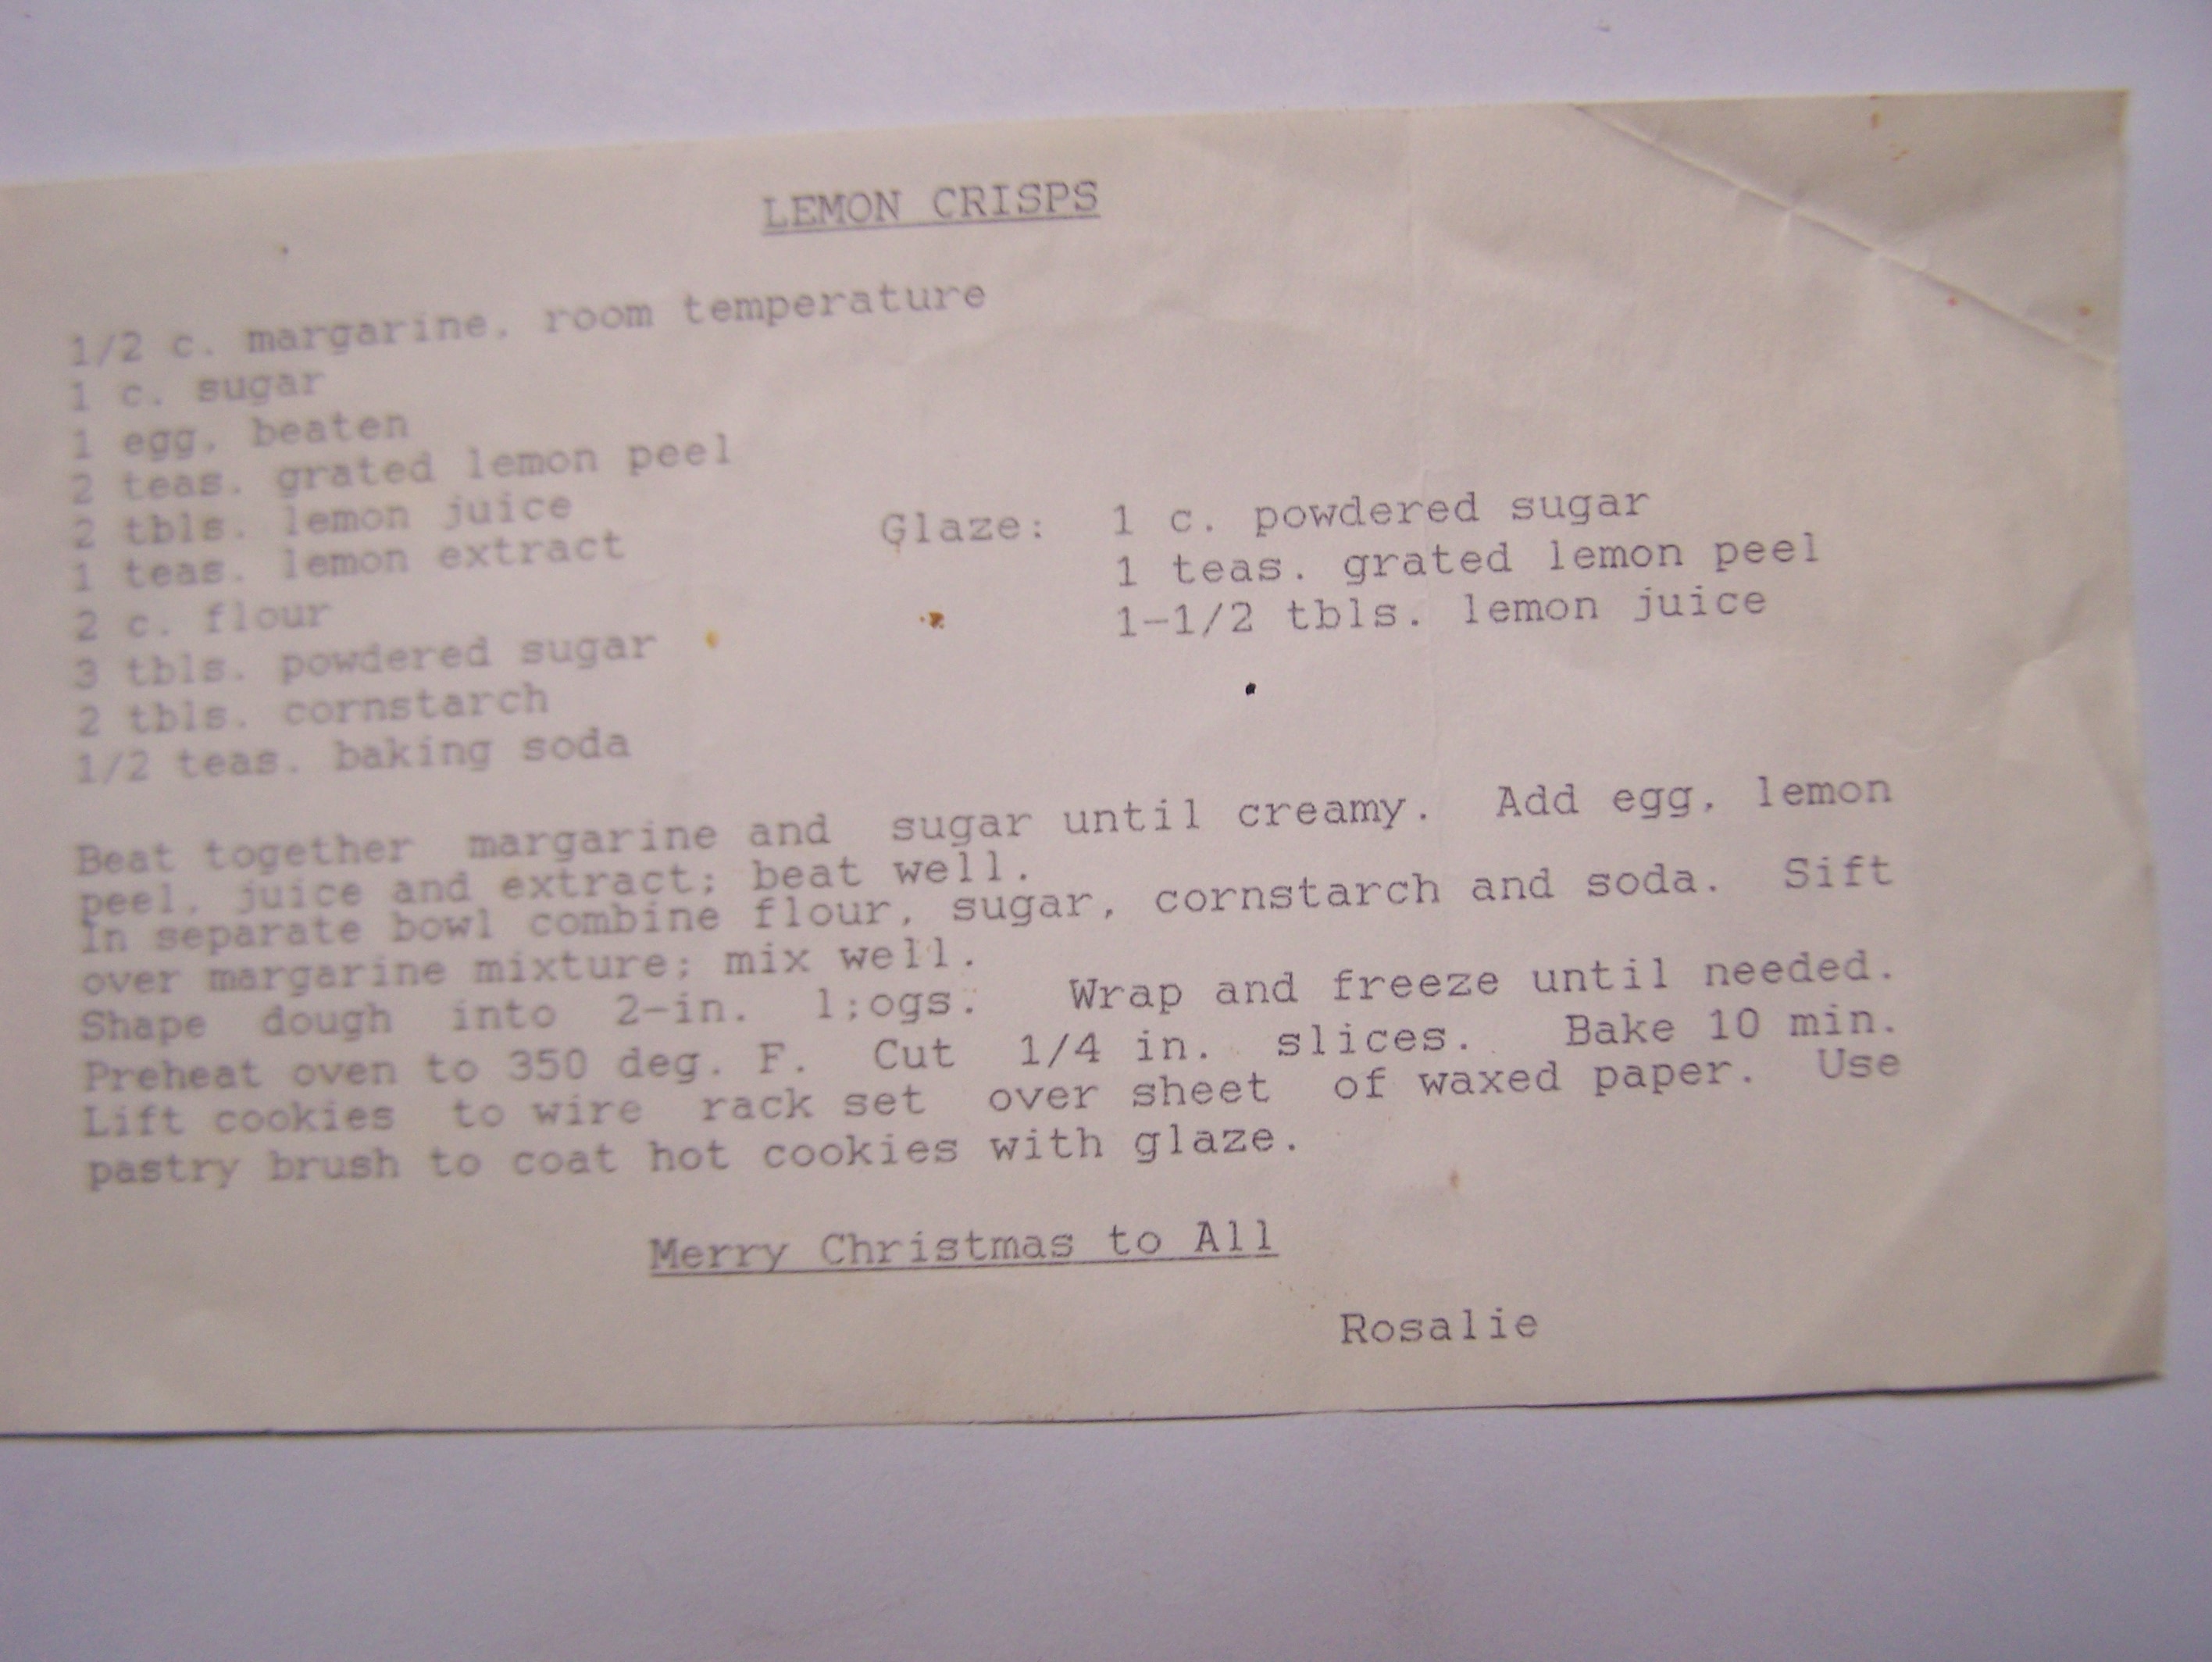 LEMON CRISPS
1/2 c. margarine, room temperature
1 c. sugar
1 egg, beaten
2 teas. grated lemon peel
2 tbls. lemon juice
1 teas. lemon extract
2 c. flour
3 tbls. powdered sugar
2 tbls. cornstarch
1/2 teas. baking soda
Glaze: 1 c. powdered sugar
1 teas. grated lemon peel
1-1/2 tbls. lemon juice
Beat together margarine and sugar until creamy. Add egg, lemon
peel, juice and extract; beat well.
In separate bowl combine flour, sugar, cornstarch and soda. Sift
over margarine mixture; mix well.
Shape dough into 2-in. l;ogs. Wrap and freeze until needed.
Preheat oven to 350 deg. F. Cut 1/4 in. slices. Bake 10 min.
Lift cookies to wire rack set over sheet of waxed paper. Use
pastry brush to coat hot cookies with glaze.
Merry Christmas to All
Rosalie